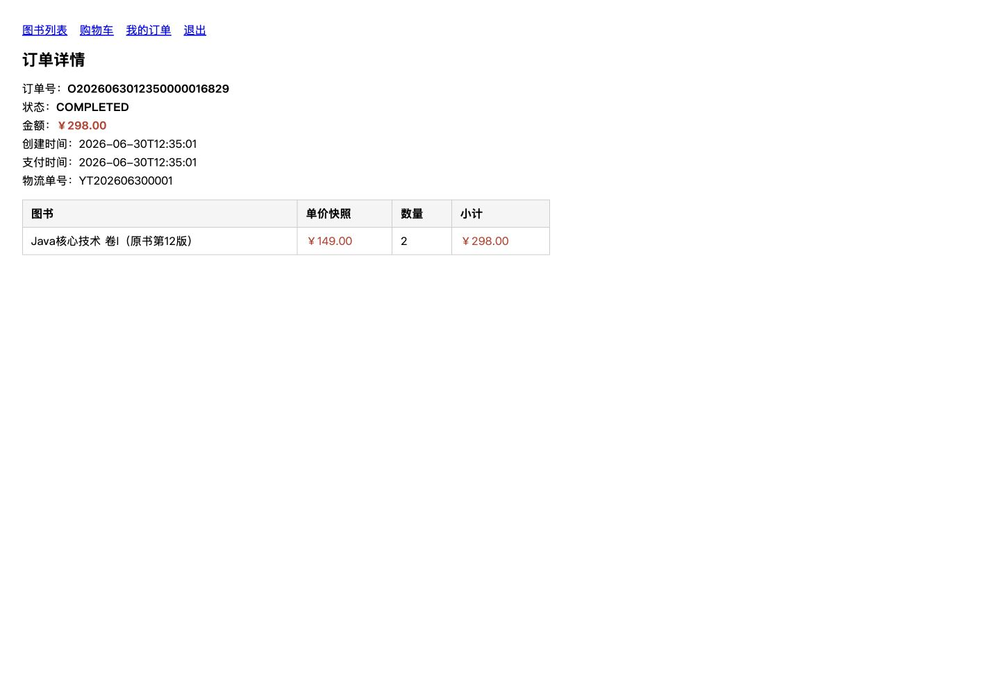 图书列表 购物车 我的订单 退出
订单详情
订单号：O2026063012350000016829
状态：COMPLETED
金额：￥298.00
创建时间：2026-06-30T12:35:01
支付时间：2026-06-30T12:35:01
物流单号：YT202606300001
图书 单价快照 数量 小计
Java核心技术 卷I（原书第12版） ￥149.00 2 ￥298.00